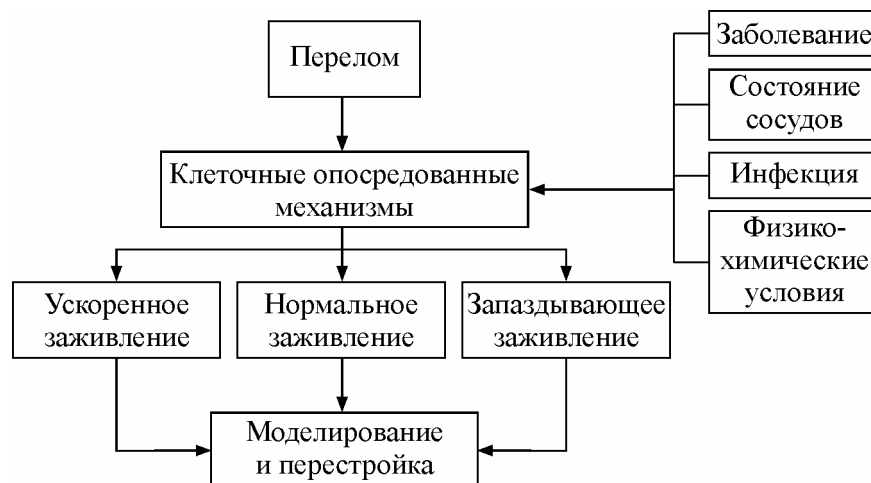 Перелом
Клеточные опосредованные
механизмы
Заболевание
Состояние
сосудов
Инфекция
Физико-
химические
условия
Ускоренное
заживление
Нормальное
заживление
Запаздывающее
заживление
Моделирование
и перестройка